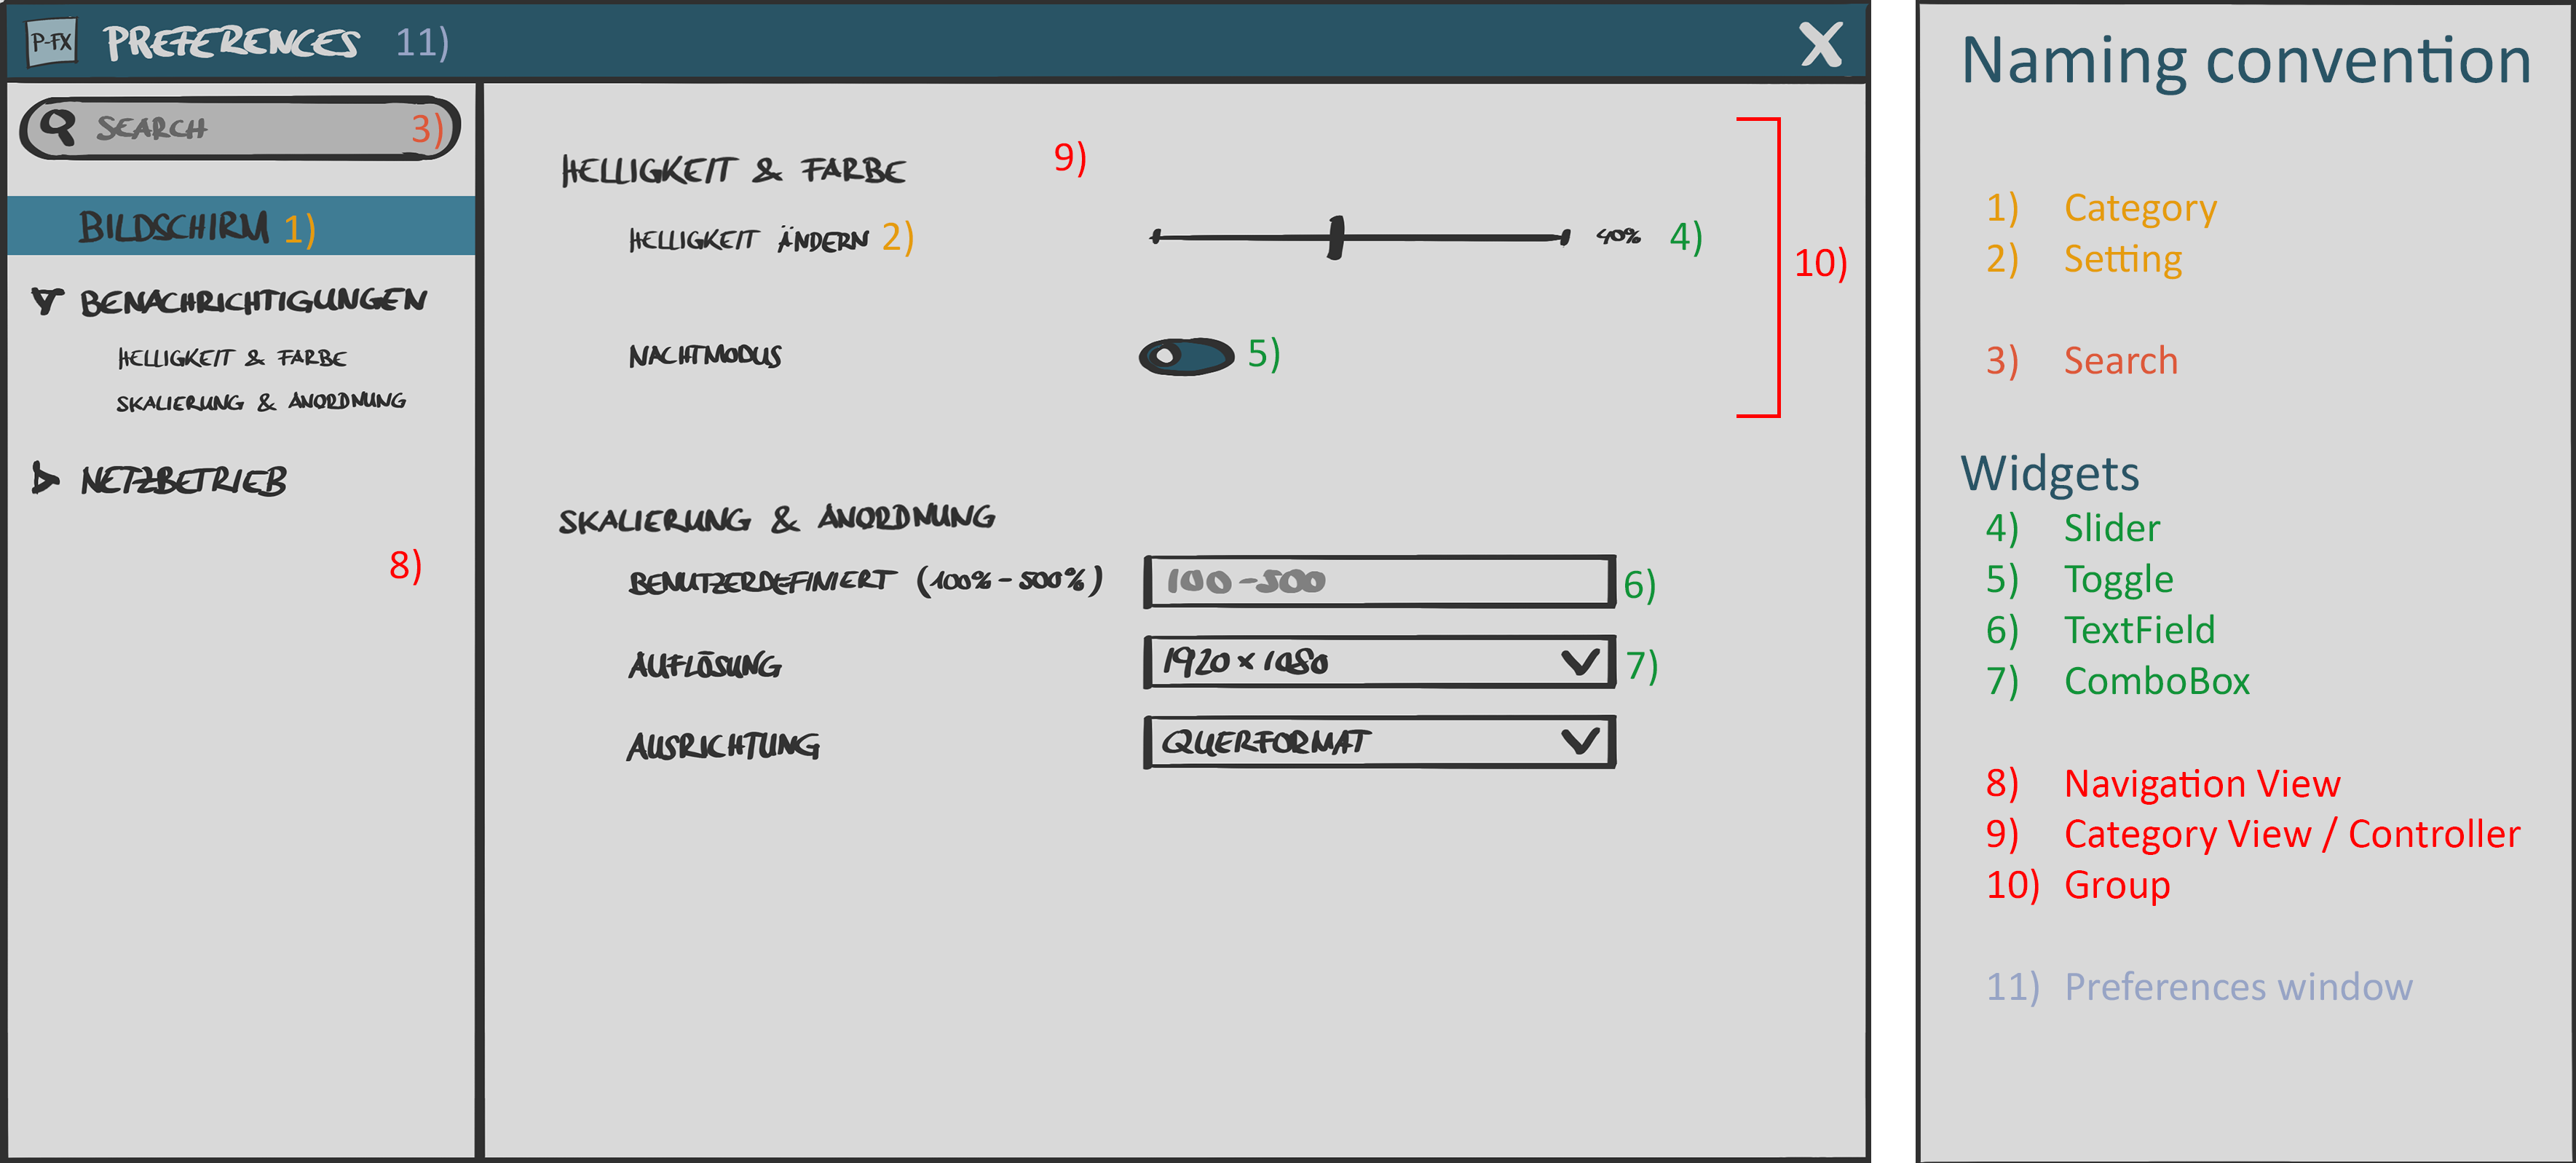 P-FX PREFERENCES 11) X
SEARCH 3)
BILDSCHIRM 1)
BENACHRICHTIGUNGEN
HELLIGKEIT & FARBE
SKALIERUNG & ANORDNUNG
NETZBETRIEB
8)
HELLIGKEIT & FARBE 9)
HELLIGKEIT ÄNDERN 2) 40% 4)
10)
NACHTMODUS 5)
SKALIERUNG & ANORDNUNG
BENUTZERDEFINIERT (100% - 500%) 100-500 6)
AUFLÖSUNG 1920 x 1080 7)
AUSRICHTUNG QUERFORMAT
Naming convention
1) Category
2) Setting
3) Search
Widgets
4) Slider
5) Toggle
6) TextField
7) ComboBox
8) Navigation View
9) Category View / Controller
10) Group
11) Preferences window